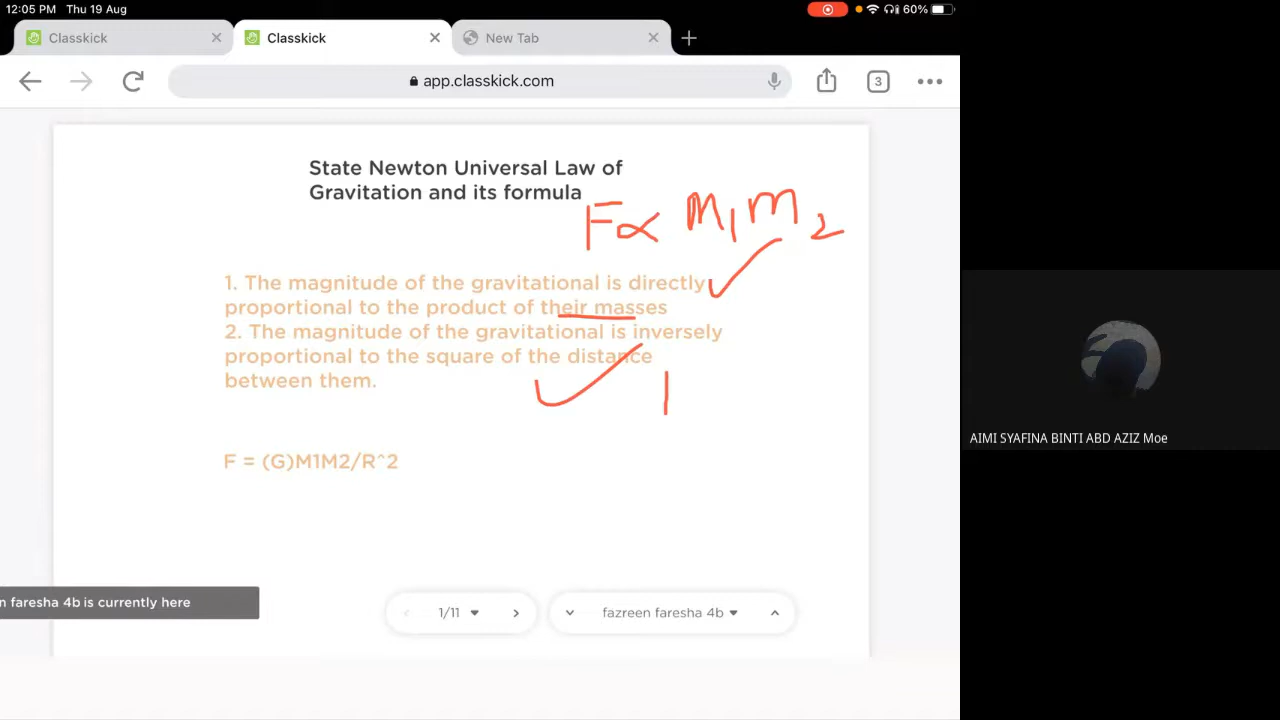 12:05 PM Thu 19 Aug
60%
Classkick
Classkick
New Tab
app.classkick.com
3
State Newton Universal Law of
Gravitation and its formula
F∝ M1M2
1. The magnitude of the gravitational is directly
proportional to the product of their masses
2. The magnitude of the gravitational is inversely
proportional to the square of the distance
between them.
1
F = (G)M1M2/R^2
n faresha 4b is currently here
1/11
fazreen faresha 4b
AIMI SYAFINA BINTI ABD AZIZ Moe